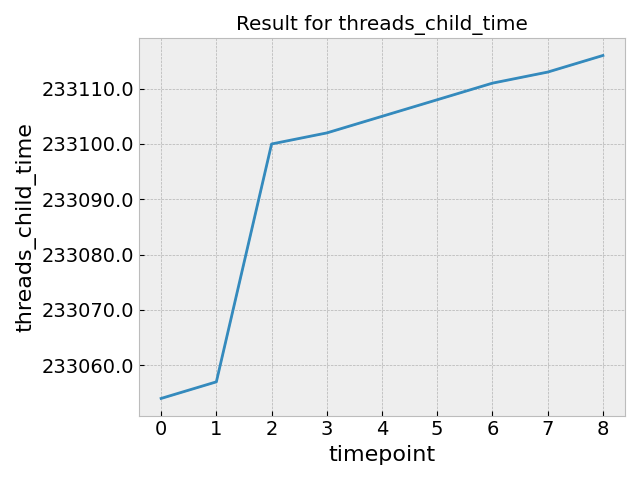 Result for threads_child_time
threads_child_time
233110.0
233100.0
233090.0
233080.0
233070.0
233060.0
0 1 2 3 4 5 6 7 8
timepoint